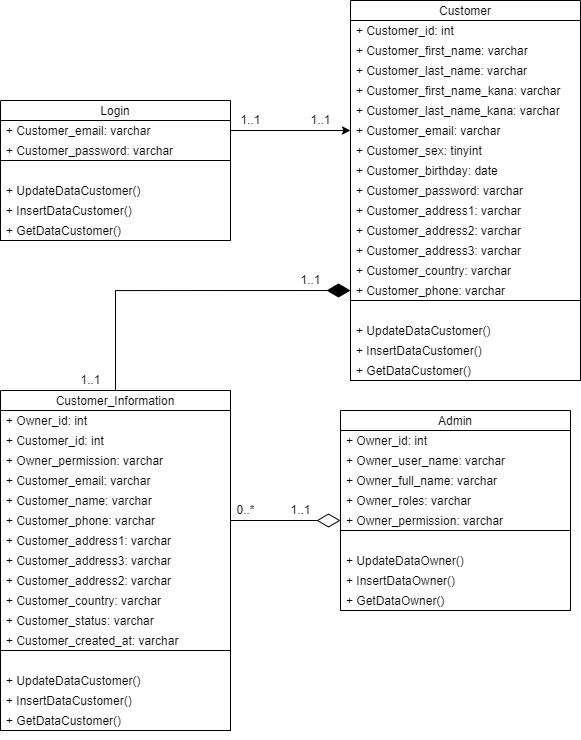 Customer
+ Customer_id: int
+ Customer_first_name: varchar
+ Customer_last_name: varchar
+ Customer_first_name_kana: varchar
+ Customer_last_name_kana: varchar
+ Customer_email: varchar
+ Customer_sex: tinyint
+ Customer_birthday: date
+ Customer_password: varchar
+ Customer_address1: varchar
+ Customer_address2: varchar
+ Customer_address3: varchar
+ Customer_country: varchar
+ Customer_phone: varchar
+ UpdateDataCustomer()
+ InsertDataCustomer()
+ GetDataCustomer()
Login
+ Customer_email: varchar
+ Customer_password: varchar
+ UpdateDataCustomer()
+ InsertDataCustomer()
+ GetDataCustomer()
1..1
1..1
1..1
1..1
Customer_Information
+ Owner_id: int
+ Customer_id: int
+ Owner_permission: varchar
+ Customer_email: varchar
+ Customer_name: varchar
+ Customer_phone: varchar
+ Customer_address1: varchar
+ Customer_address3: varchar
+ Customer_address2: varchar
+ Customer_country: varchar
+ Customer_status: varchar
+ Customer_created_at: varchar
+ UpdateDataCustomer()
+ InsertDataCustomer()
+ GetDataCustomer()
0..*
1..1
Admin
+ Owner_id: int
+ Owner_user_name: varchar
+ Owner_full_name: varchar
+ Owner_roles: varchar
+ Owner_permission: varchar
+ UpdateDataOwner()
+ InsertDataOwner()
+ GetDataOwner()